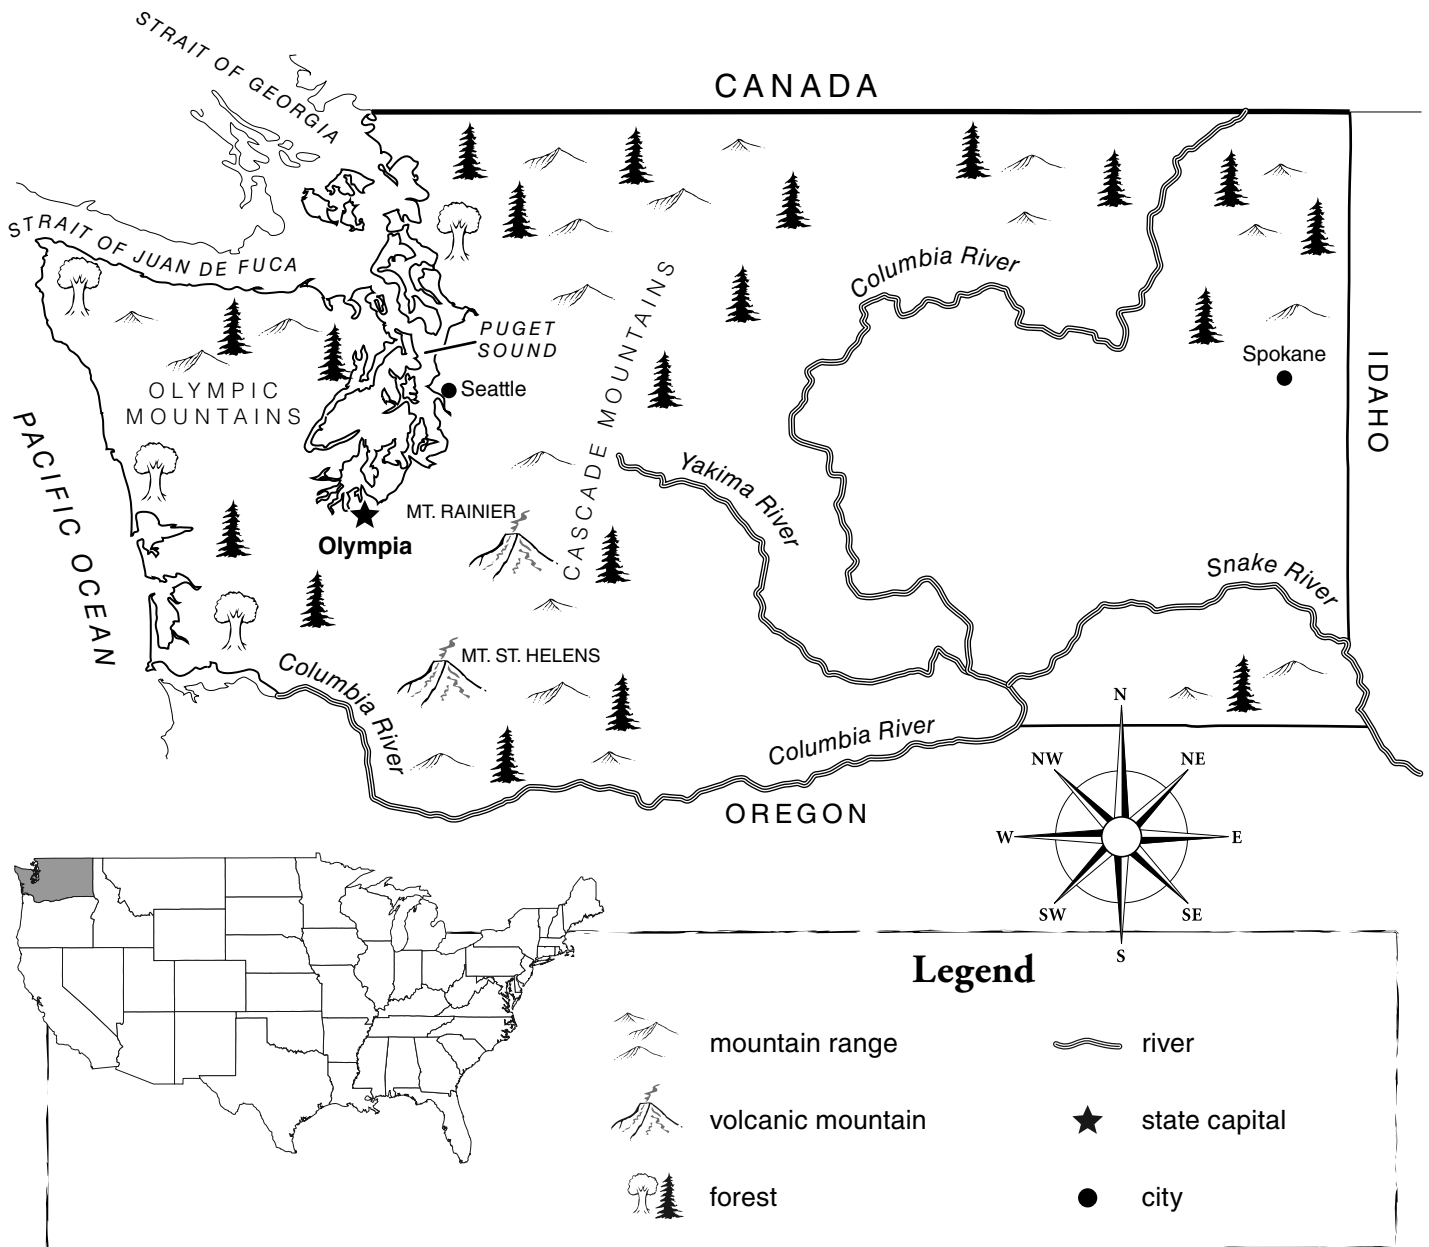 STRAIT OF GEORGIA
CANADA
STRAIT OF JUAN DE FUCA
Columbia River
PUGET
SOUND
CASCADE MOUNTAINS
Spokane
IDAHO
OLYMPIC
MOUNTAINS
Seattle
PACIFIC OCEAN
Yakima River
MT. RAINIER
Olympia
Snake River
MT. ST. HELENS
Columbia River
Columbia River
OREGON
N
NW
NE
W
E
SW
SE
S
Legend
mountain range
river
volcanic mountain
state capital
forest
city